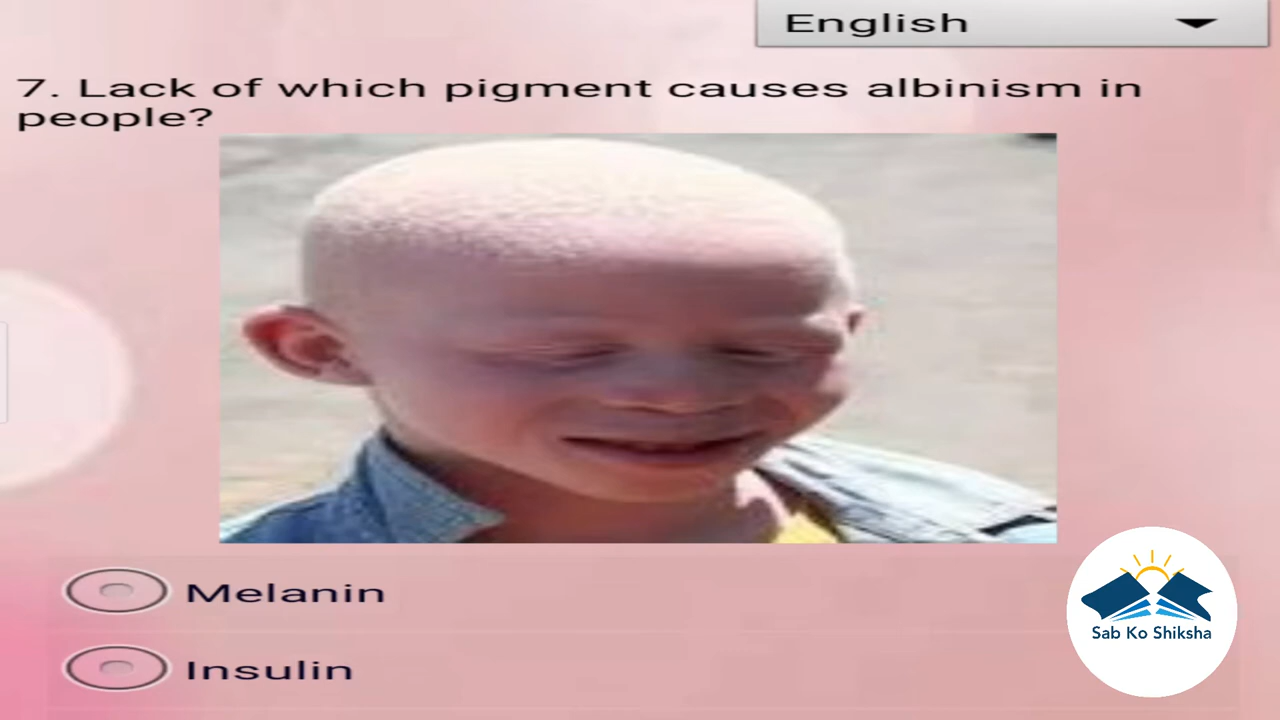 English
7. Lack of which pigment causes albinism in
people?
Melanin
Insulin
Sab Ko Shiksha